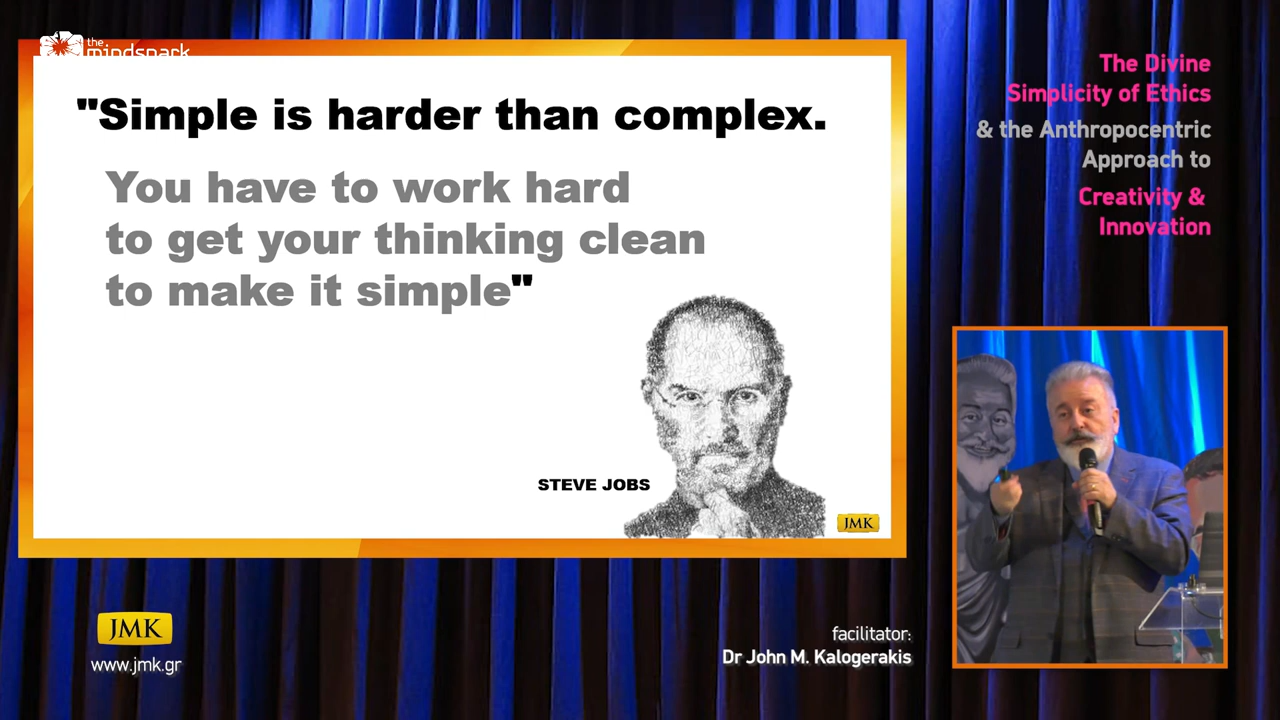 the
mindspark
"Simple is harder than complex.
You have to work hard
to get your thinking clean
to make it simple"
STEVE JOBS
JMK
The Divine
Simplicity of Ethics
& the Anthropocentric
Approach to
Creativity &
Innovation
JMK
www.jmk.gr
facilitator:
Dr John M. Kalogerakis